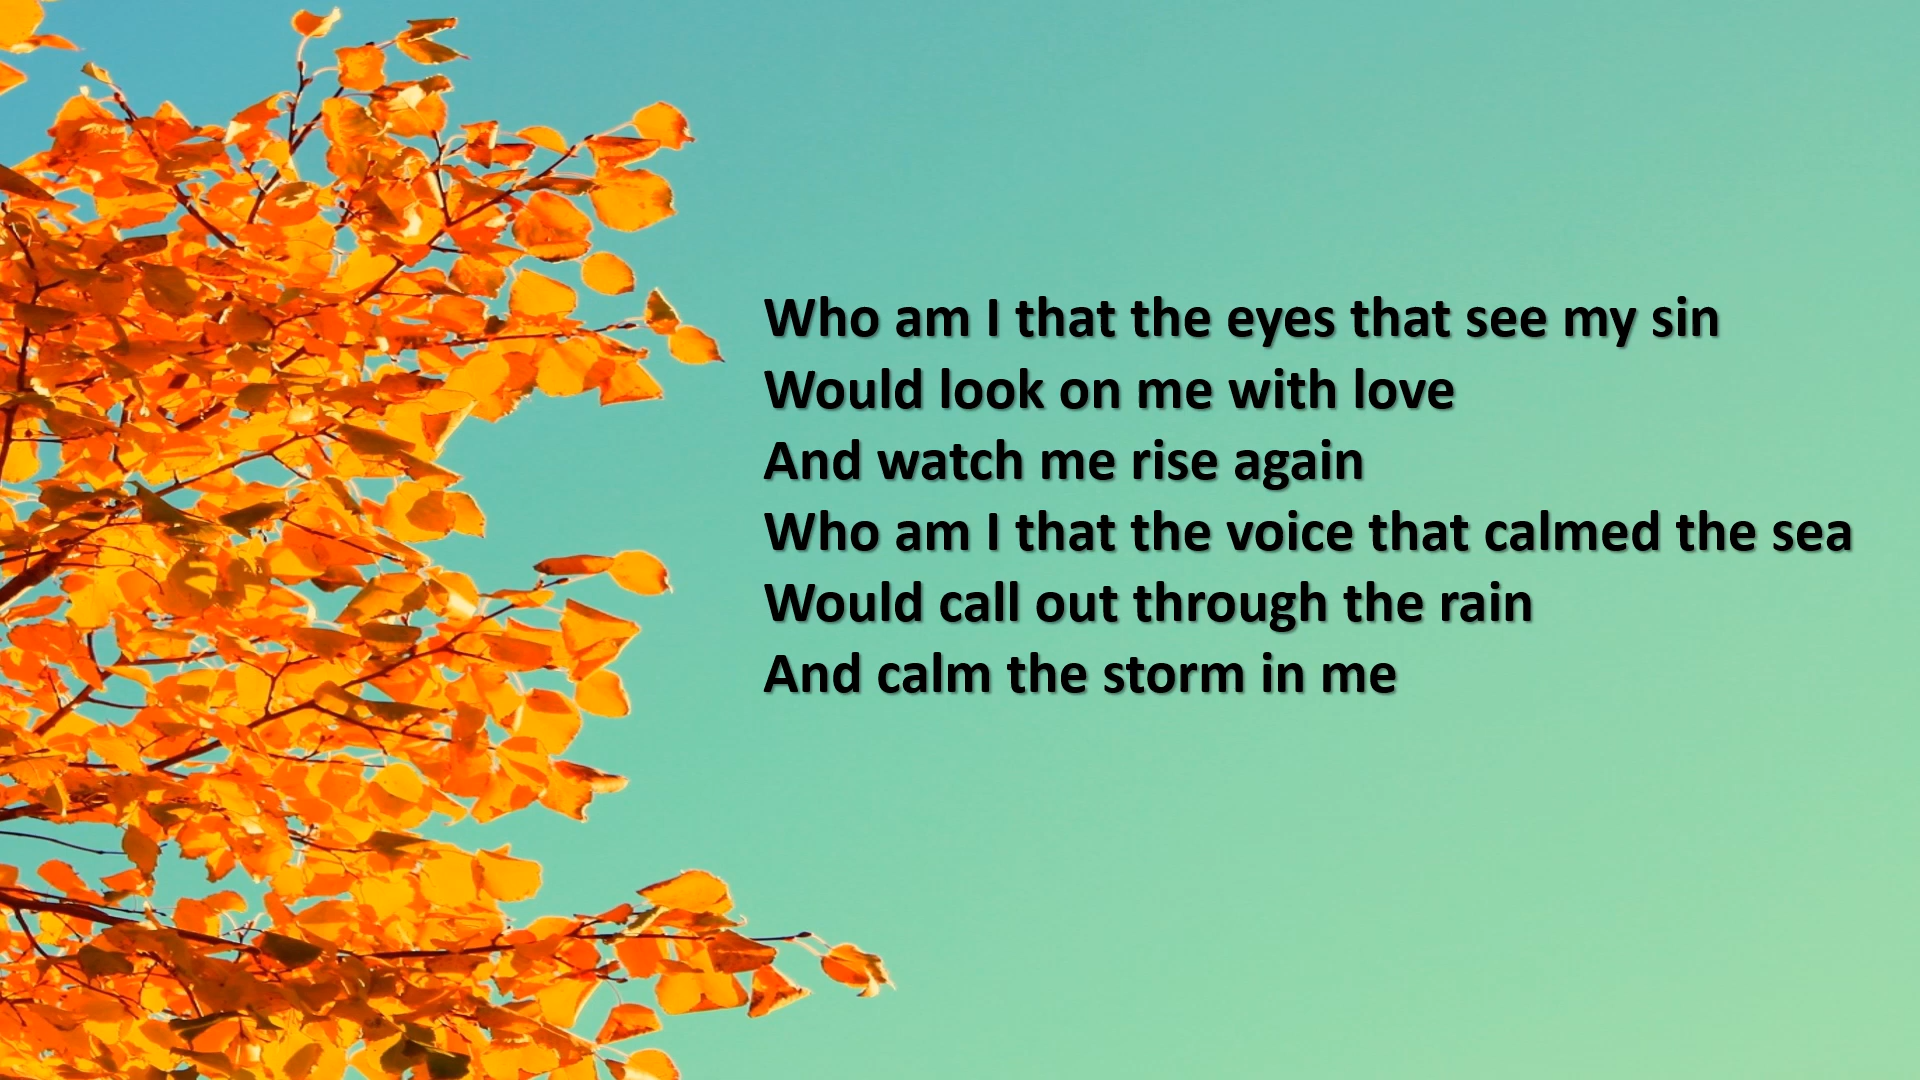 Who am I that the eyes that see my sin
Would look on me with love
And watch me rise again
Who am I that the voice that calmed the sea
Would call out through the rain
And calm the storm in me